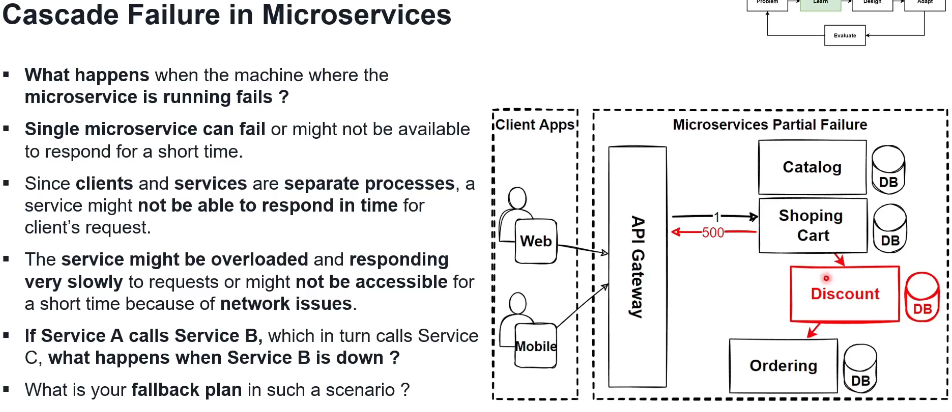 Cascade Failure in Microservices
Problem
Learn
Design
Adapt
Evaluate
▪ What happens when the machine where the
microservice is running fails ?
▪ Single microservice can fail or might not be available
to respond for a short time.
▪ Since clients and services are separate processes, a
service might not be able to respond in time for
client's request.
▪ The service might be overloaded and responding
very slowly to requests or might not be accessible for
a short time because of network issues.
▪ If Service A calls Service B, which in turn calls Service
C, what happens when Service B is down ?
▪ What is your fallback plan in such a scenario ?
Client Apps
Web
Mobile
Microservices Partial Failure
API Gateway
1
500
Catalog
DB
Shoping
Cart
DB
Discount
DB
Ordering
DB